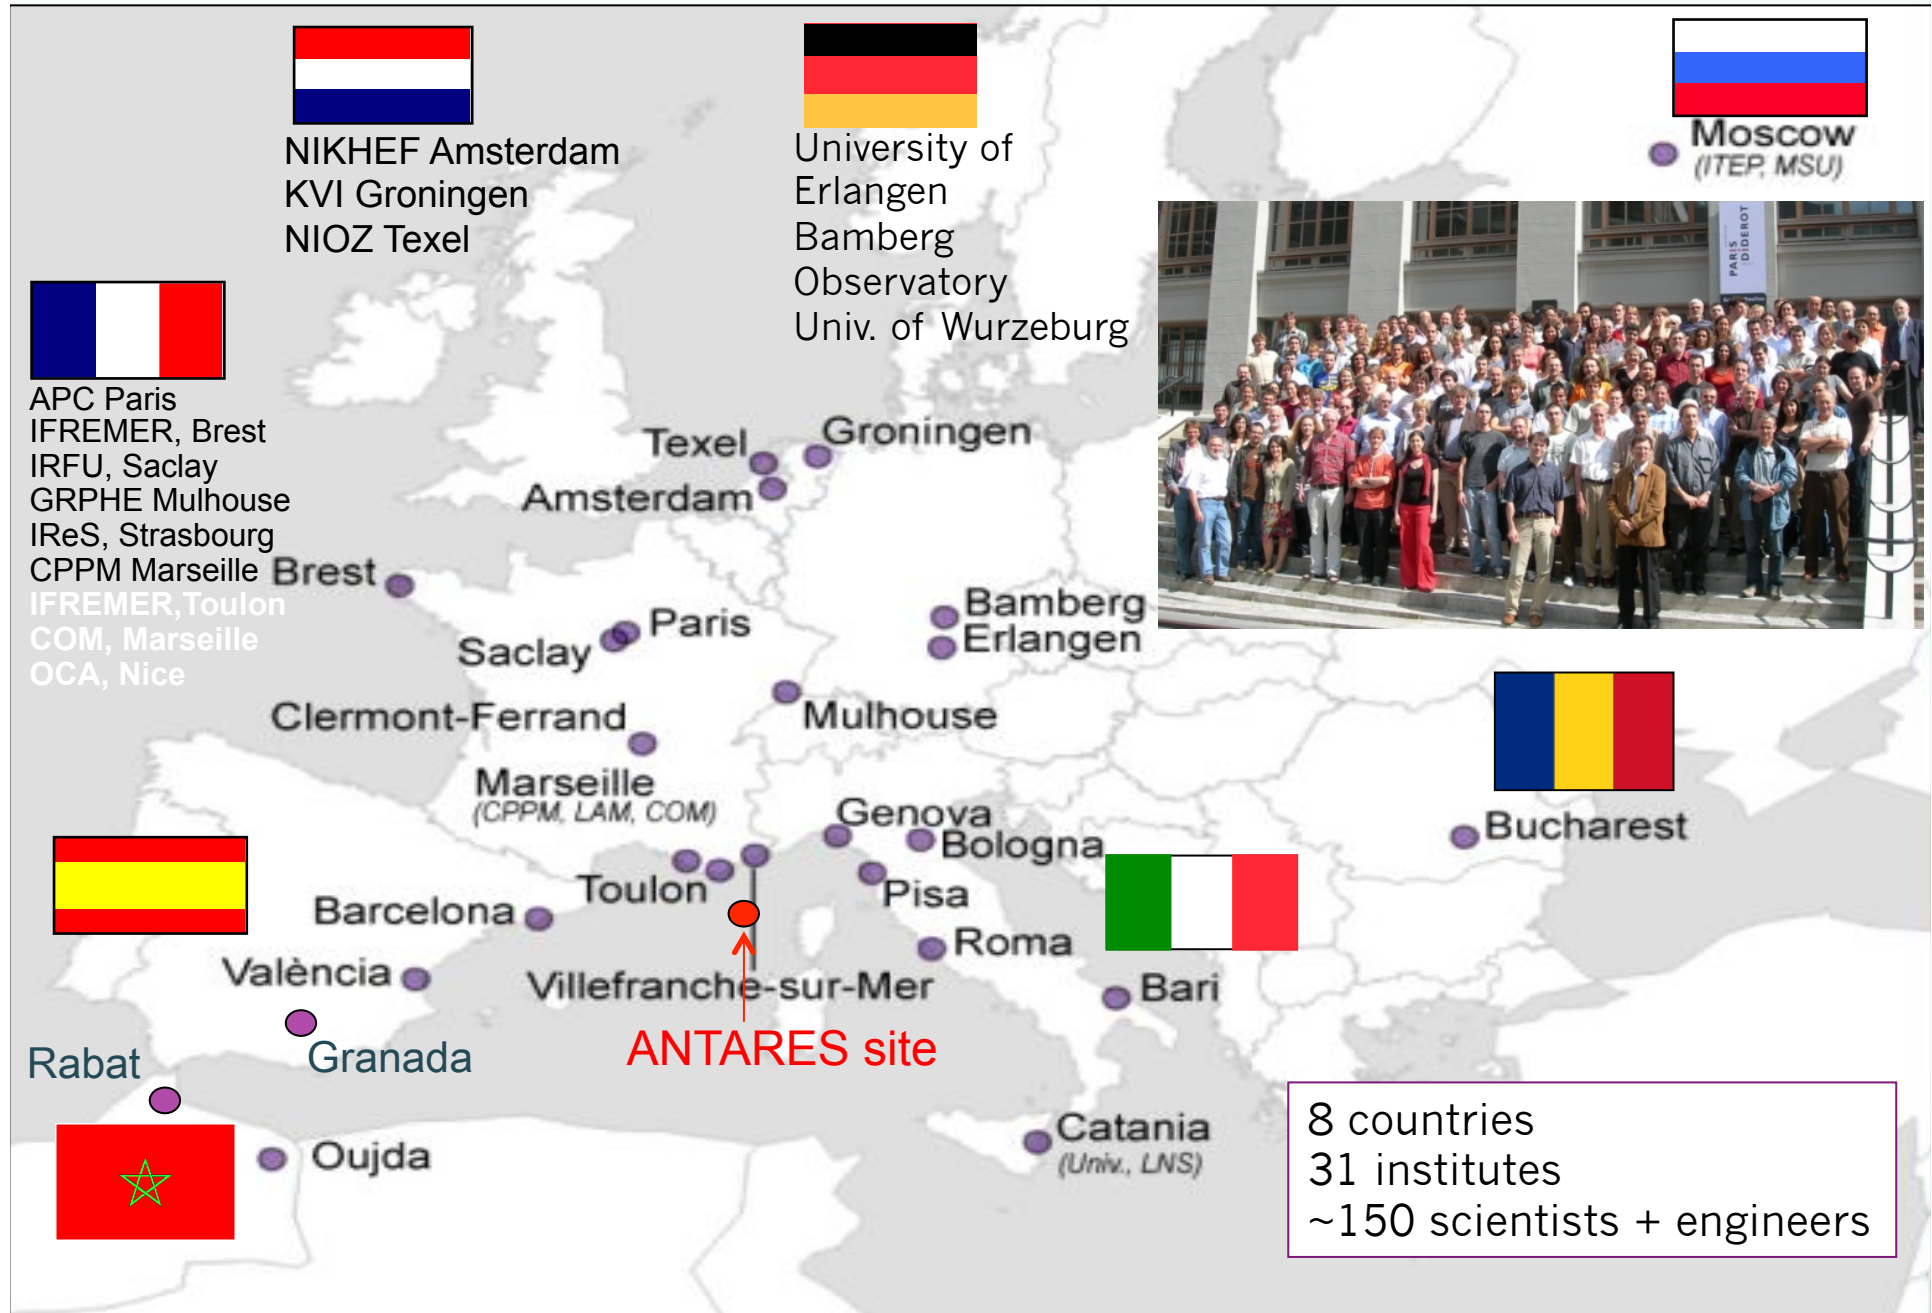 NIKHEF Amsterdam
KVI Groningen
NIOZ Texel
University of
Erlangen
Bamberg
Observatory
Univ. of Wurzeburg
Moscow
(ITEP, MSU)
PARIS
DIDEROT
APC Paris
IFREMER, Brest
IRFU, Saclay
GRPHE Mulhouse
IReS, Strasbourg
CPPM Marseille
IFREMER,Toulon
COM, Marseille
OCA, Nice
Texel
Groningen
Amsterdam
Brest
Paris
Saclay
Bamberg
Erlangen
Clermont-Ferrand
Mulhouse
Marseille
(CPPM, LAM, COM)
Genova
Bologna
Bucharest
Toulon
Pisa
Barcelona
Roma
València
Villefranche-sur-Mer
Bari
Granada
Rabat
ANTARES site
Oujda
Catania
(Univ., LNS)
8 countries
31 institutes
~150 scientists + engineers